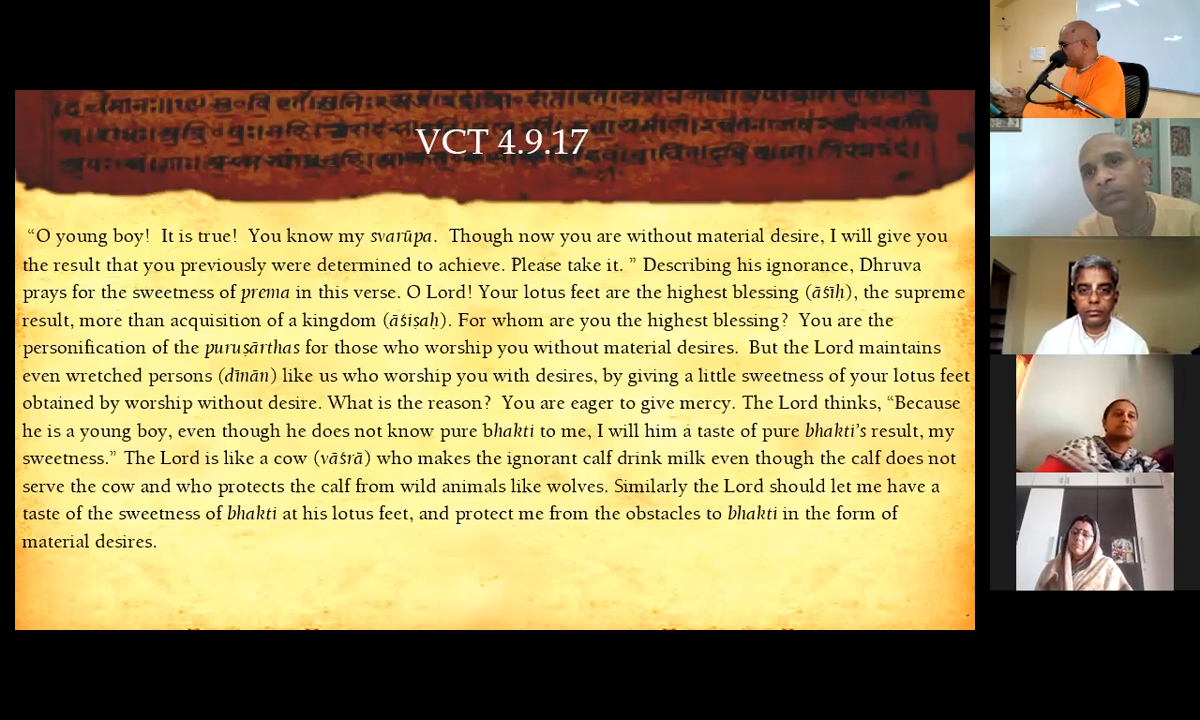 VCT 4.9.17
“O young boy!  It is true!  You know my svarūpa.  Though now you are without material desire, I will give you
the result that you previously were determined to achieve. Please take it. ” Describing his ignorance, Dhruva
prays for the sweetness of prema in this verse. O Lord! Your lotus feet are the highest blessing (āśīḥ), the supreme
result, more than acquisition of a kingdom (āśiṣaḥ). For whom are you the highest blessing?  You are the
personification of the puruṣārthas for those who worship you without material desires.  But the Lord maintains
even wretched persons (dīnān) like us who worship you with desires, by giving a little sweetness of your lotus feet
obtained by worship without desire. What is the reason?  You are eager to give mercy. The Lord thinks, “Because
he is a young boy, even though he does not know pure bhakti to me, I will him a taste of pure bhakti’s result, my
sweetness.” The Lord is like a cow (vāśrā) who makes the ignorant calf drink milk even though the calf does not
serve the cow and who protects the calf from wild animals like wolves. Similarly the Lord should let me have a
taste of the sweetness of bhakti at his lotus feet, and protect me from the obstacles to bhakti in the form of
material desires.